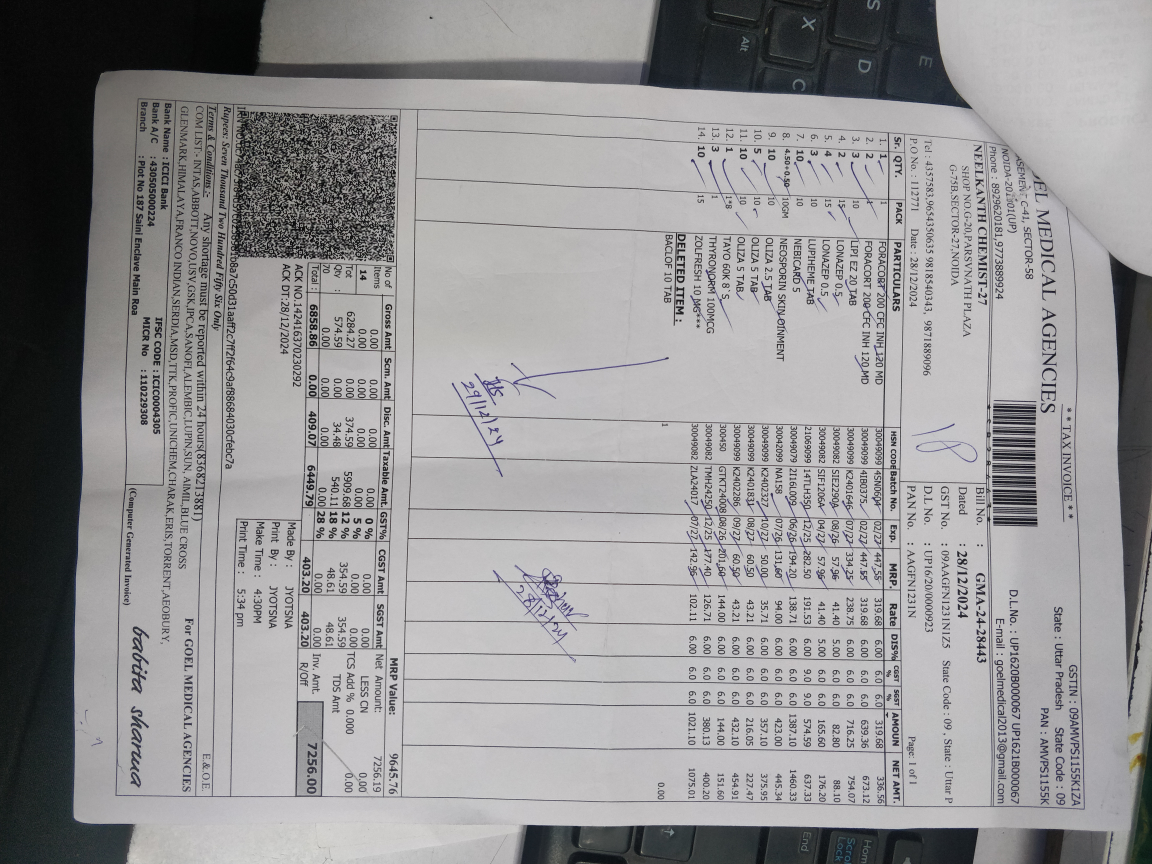 ** TAX INVOICE **
GSTIN : 09AMVPS1155K1ZA
State : Uttar Pradesh State Code : 09
PAN : AMVPS1155K
MEDICAL AGENCIES
C-41, SECTOR-58
(UP)
Phone : 8929620181,9773889924
D.L.No. : UP1620B000067 UP1621B000067
E-mail : goelmedical2013@gmail.com
NEELKANTH CHEMIST-27
SHOP NO.G-20,PARSVNATH PLAZA
G-75B,SECTOR-27,NOIDA
Tel : 4357583,9654350635 9818540343, 9871889096
P.O No. : 112771 Date : 28/12/2024
18
Bill No. : GMA-24-28443
Dated : 28/12/2024
GST No. : 09AAGFN1231N1Z5 State Code : 09 , State : Uttar P
D.I. No. : UP16/20/0000923
PAN No. : AAGFN1231N Page: 1 of 1
Sr. QTY. PACK PARTICULARS HSN CODE Batch No. Exp. MRP. Rate DIS% CGST % SGST % AMOUN NET AMT.
1. 1 1 FORACORT 200 CFC INH 120 MD 30049099 4SN0604 02/27 447.55 319.68 6.00 6.0 6.0 319.68 336.56
2. 2 1 FORACORT 200 CFC INH 120 MD 30049099 4IB0375 02/27 447.55 319.68 6.00 6.0 6.0 639.36 673.12
3. 3 10 LIPI EZ 20 TAB 30049099 K2401646 07/27 334.25 238.75 6.00 6.0 6.0 716.25 754.07
4. 2 15 LONAZEP 0.5 30049082 SIE2290A 08/26 57.96 41.40 5.00 6.0 6.0 82.80 88.10
5. 4 15 LONAZEP 0.5 30049082 SIF1206A 04/27 57.96 41.40 5.00 6.0 6.0 165.60 176.20
6. 3 10 LUPIHEME TAB 21069099 14TLH350 12/25 282.50 191.53 6.00 9.0 9.0 574.59 637.33
7. 10 10 NEBICARD 5 30049079 2I16L009 06/26 194.20 138.71 6.00 6.0 6.0 1387.10 1460.33
8. 4.50+0.50 10GM NEOSPORIN SKIN OINMENT 30042099 NA158 07/26 131.60 94.00 6.00 6.0 6.0 423.00 445.34
9. 10 10 OLIZA 2.5 TAB 30049099 K2402327 10/27 50.00 35.71 6.00 6.0 6.0 357.10 375.95
10. 5 10 OLIZA 5 TAB 30049099 K2401831 08/27 60.50 43.21 6.00 6.0 6.0 216.05 227.47
11. 10 10 OLIZA 5 TAB 30049099 K2402286 09/27 60.50 43.21 6.00 6.0 6.0 432.10 454.91
12. 1 1*8 TAYO 60K 8`S 300450 GTKT24008 08/26 201.60 144.00 6.00 6.0 6.0 144.00 151.60
13. 3 1 THYRONORM 100MCG 30049082 TMH24250 12/25 177.40 126.71 6.00 6.0 6.0 380.13 400.20
14. 10 15 ZOLFRESH 10 MG*** 30049082 ZLA24017 07/27 142.96 102.11 6.00 6.0 6.0 1021.10 1075.01
DELETED ITEM :
BACLOF 10 TAB 1 0.00
29/12/24
MRP Value: 9645.76
No of Items 14 Gross Amt Scm. Amt Disc. Amt Taxable Amt. GST% CGST Amt SGST Amt
0.00 0.00 0.00 0.00 0 % 0.00 0.00
0.00 0.00 0.00 0.00 5 % 0.00 0.00
Tot Qty : 70 6284.27 0.00 374.59 5909.68 12 % 354.59 354.59
574.59 0.00 34.48 540.11 18 % 48.61 48.61
0.00 0.00 0.00 0.00 28 % 0.00 0.00
Total : 6858.86 0.00 409.07 6449.79 403.20 403.20
Net Amount: 7256.19
LESS CN 0.00
TCS Add % 0.000 0.00
TDS Amt
R/Off
Inv. Amt. 7256.00
ACK NO.142416370230292
ACK DT:28/12/2024
Made By : JYOTSNA
Print By : JYOTSNA
Make Time : 4:30PM
Print Time : 5:34 pm
Rupees: Seven Thousand Two Hundred Fifty Six Only
E.& O.E.
Terms & Conditions :- Any shortage must be reported within 24 hours(8368213881)
COM LIST:- INTAS,ABBOTT,NOVO,USV,GSK,IPCA,SANOFI,ALEMBIC,LUPIN,SUN, AIMIL,BLUE CROSS
GLENMARK,HIMALAYA,FRANCO INDIAN,SERDIA,MSD,TTK,PROFIC,UNICHEM,CHARAK,ERIS,TORRENT,AEOBURY,
For GOEL MEDICAL AGENCIES
Bank Name : ICICI Bank
Bank A/C : 430505000224 IFSC CODE : ICIC0004305
Branch : Plot No 187 Saini Enclave Main Roa MICR No : 110229308
babita sharma
(Computer Generated Invoice)